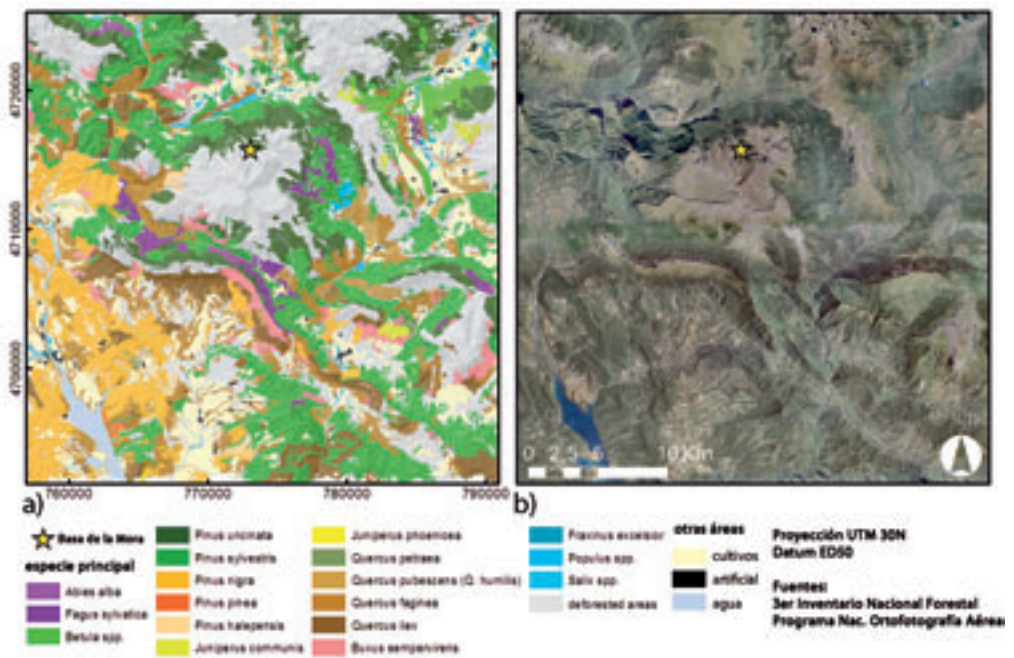 4720000
4710000
4700000
760000
770000
780000
790000
0 2,5 5 10 Km
a)
b)
Basa de la Mora
especie principal
Abies alba
Fagus sylvatica
Betula spp.
Pinus uncinata
Pinus sylvestris
Pinus nigra
Pinus pinea
Pinus halepensis
Juniperus communis
Juniperus phoenicea
Quercus petraea
Quercus pubescens (Q. humilis)
Quercus faginea
Quercus ilex
Buxus sempervirens
Fraxinus excelsior
Populus spp.
Salix spp.
deforested areas
otras áreas
cultivos
artificial
agua
Proyección UTM 30N
Datum ED50
Fuentes:
3er Inventario Nacional Forestal
Programa Nac. Ortofotografía Aérea